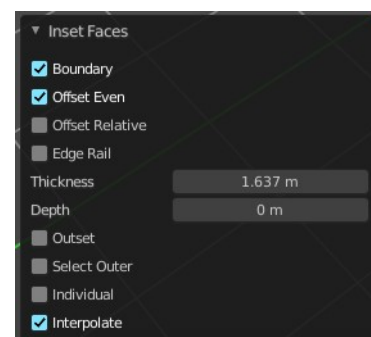 Inset Faces
Boundary
Offset Even
Offset Relative
Edge Rail
Thickness 1.637 m
Depth 0 m
Outset
Select Outer
Individual
Interpolate